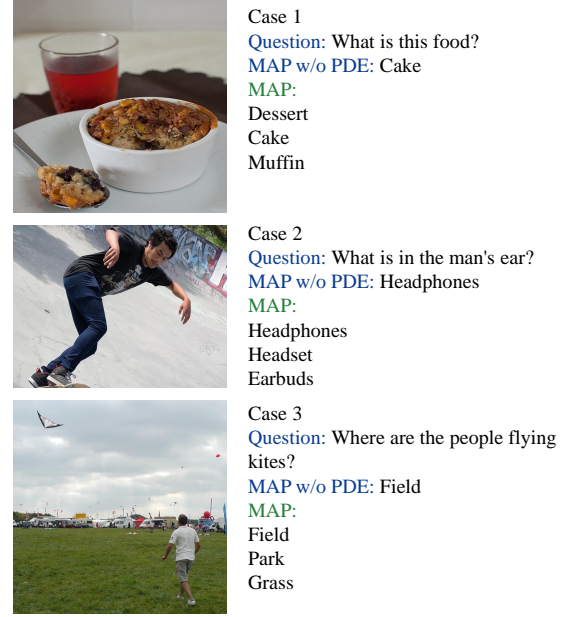 Case 1
Question: What is this food?
MAP w/o PDE: Cake
MAP:
Dessert
Cake
Muffin
Case 2
Question: What is in the man's ear?
MAP w/o PDE: Headphones
MAP:
Headphones
Headset
Earbuds
Case 3
Question: Where are the people flying
kites?
MAP w/o PDE: Field
MAP:
Field
Park
Grass